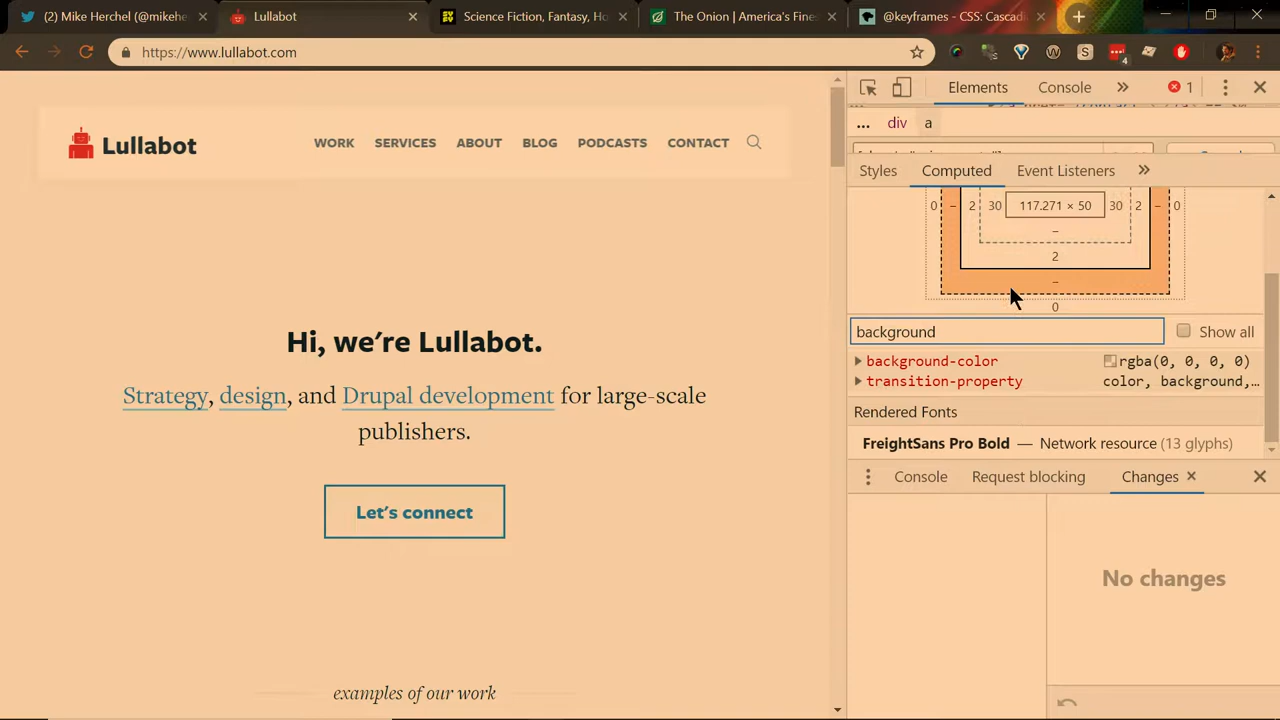 (2) Mike Herchel (@mikehe
Lullabot
Science Fiction, Fantasy, Ho
The Onion | America's Fines
@keyframes - CSS: Cascadi
https://www.lullabot.com
4
Elements
Console
1
...
div
a
Lullabot
WORK
SERVICES
ABOUT
BLOG
PODCASTS
CONTACT
Styles
Computed
Event Listeners
0 – 2 30 117.271 × 50 30 2 – 0
–
2
–
0
background
Show all
background-color
rgba(0, 0, 0, 0)
transition-property
color, background,…
Rendered Fonts
FreightSans Pro Bold — Network resource (13 glyphs)
Hi, we're Lullabot.
Strategy, design, and Drupal development for large-scale
publishers.
Let's connect
Console
Request blocking
Changes
No changes
examples of our work